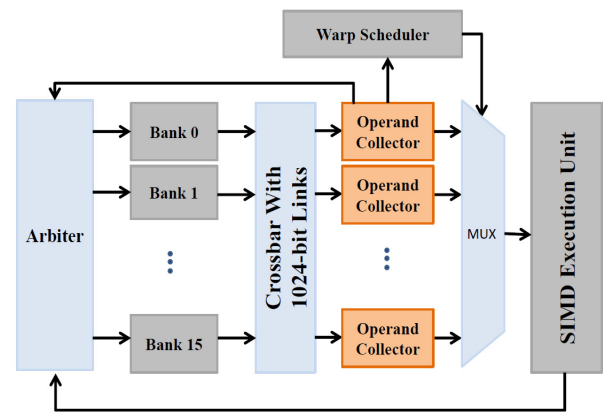 Warp Scheduler
Arbiter
Bank 0
Bank 1
Bank 15
Crossbar With
1024-bit Links
Operand
Collector
Operand
Collector
Operand
Collector
MUX
SIMD Execution Unit